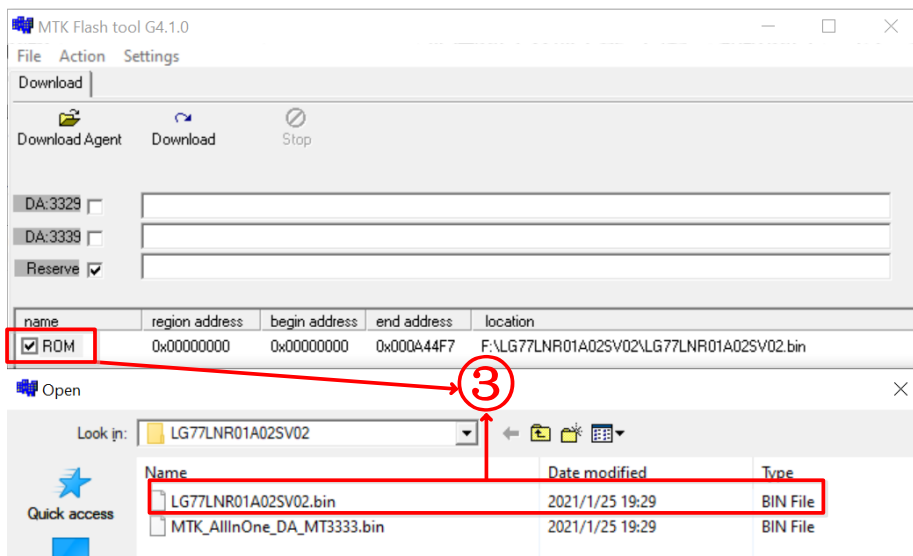 MTK Flash tool G4.1.0
File Action Settings
Download
Download Agent Download Stop
DA:3329
DA:3339
Reserve
name region address begin address end address location
ROM 0x00000000 0x00000000 0x000A44F7 F:\LG77LNR01A02SV02\LG77LNR01A02SV02.bin
③
Open
Look in: LG77LNR01A02SV02
Name Date modified Type
LG77LNR01A02SV02.bin 2021/1/25 19:29 BIN File
Quick access
MTK_AllInOne_DA_MT3333.bin 2021/1/25 19:29 BIN File